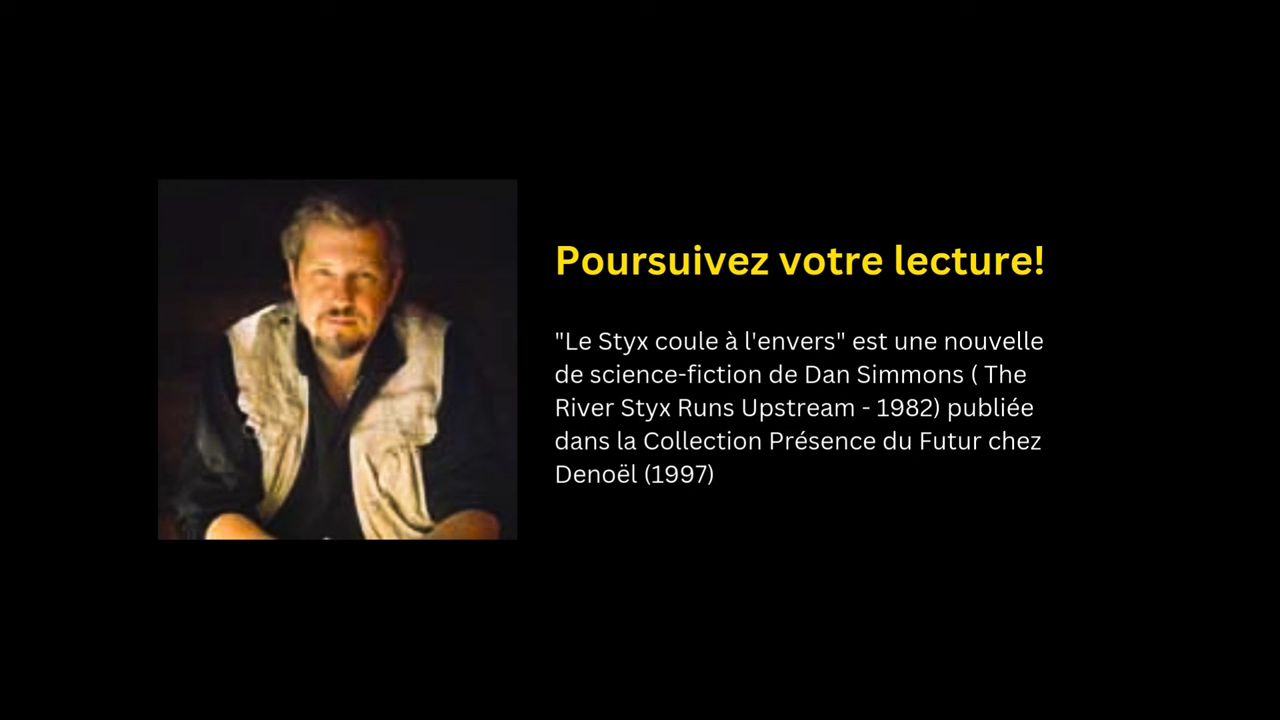 Poursuivez votre lecture!
"Le Styx coule à l'envers" est une nouvelle
de science-fiction de Dan Simmons ( The
River Styx Runs Upstream - 1982) publiée
dans la Collection Présence du Futur chez
Denoël (1997)